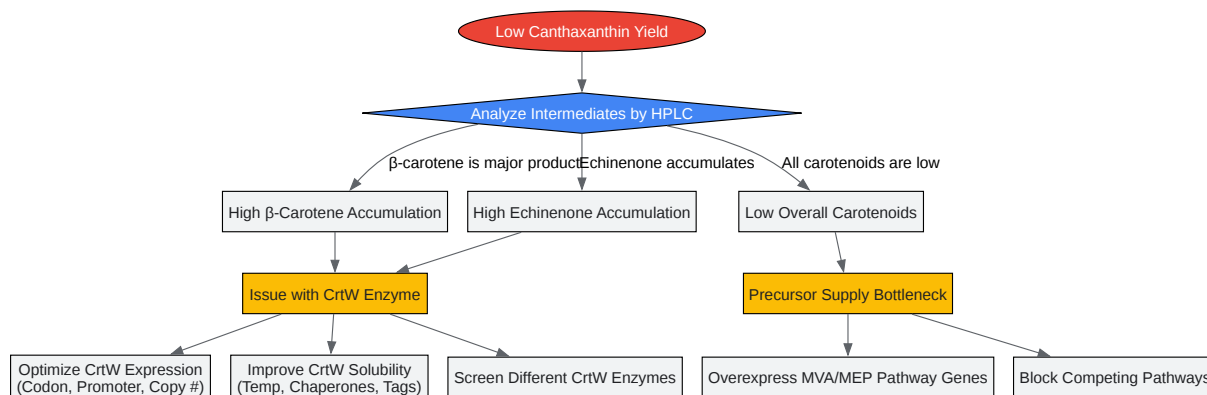 Low Canthaxanthin Yield
Analyze Intermediates by HPLC
β-carotene is major product
Echinenone accumulates
All carotenoids are low
High β-Carotene Accumulation
High Echinenone Accumulation
Low Overall Carotenoids
Issue with CrtW Enzyme
Precursor Supply Bottleneck
Optimize CrtW Expression
(Codon, Promoter, Copy #)
Improve CrtW Solubility
(Temp, Chaperones, Tags)
Screen Different CrtW Enzymes
Overexpress MVA/MEP Pathway Genes
Block Competing Pathways